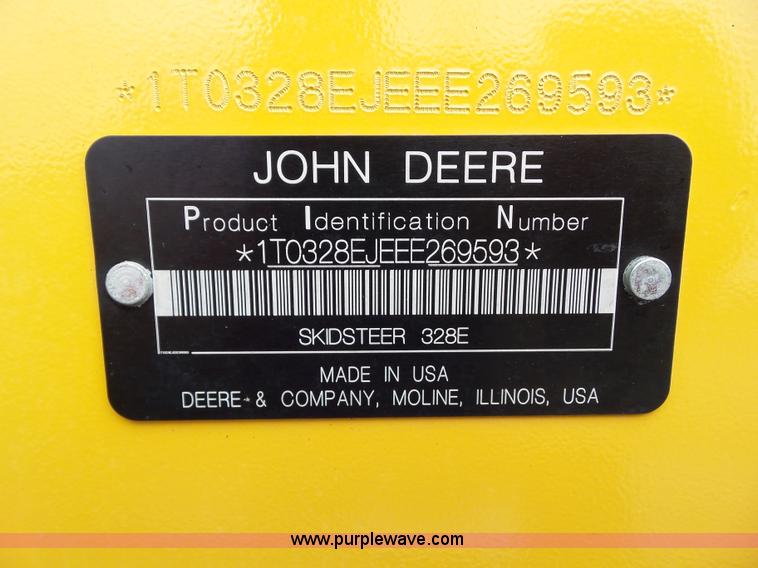 *1T0328EJEEE269593*
JOHN DEERE
Product Identification Number
*1T0328EJEEE269593*
SKIDSTEER 328E
MADE IN USA
DEERE & COMPANY, MOLINE, ILLINOIS, USA
www.purplewave.com